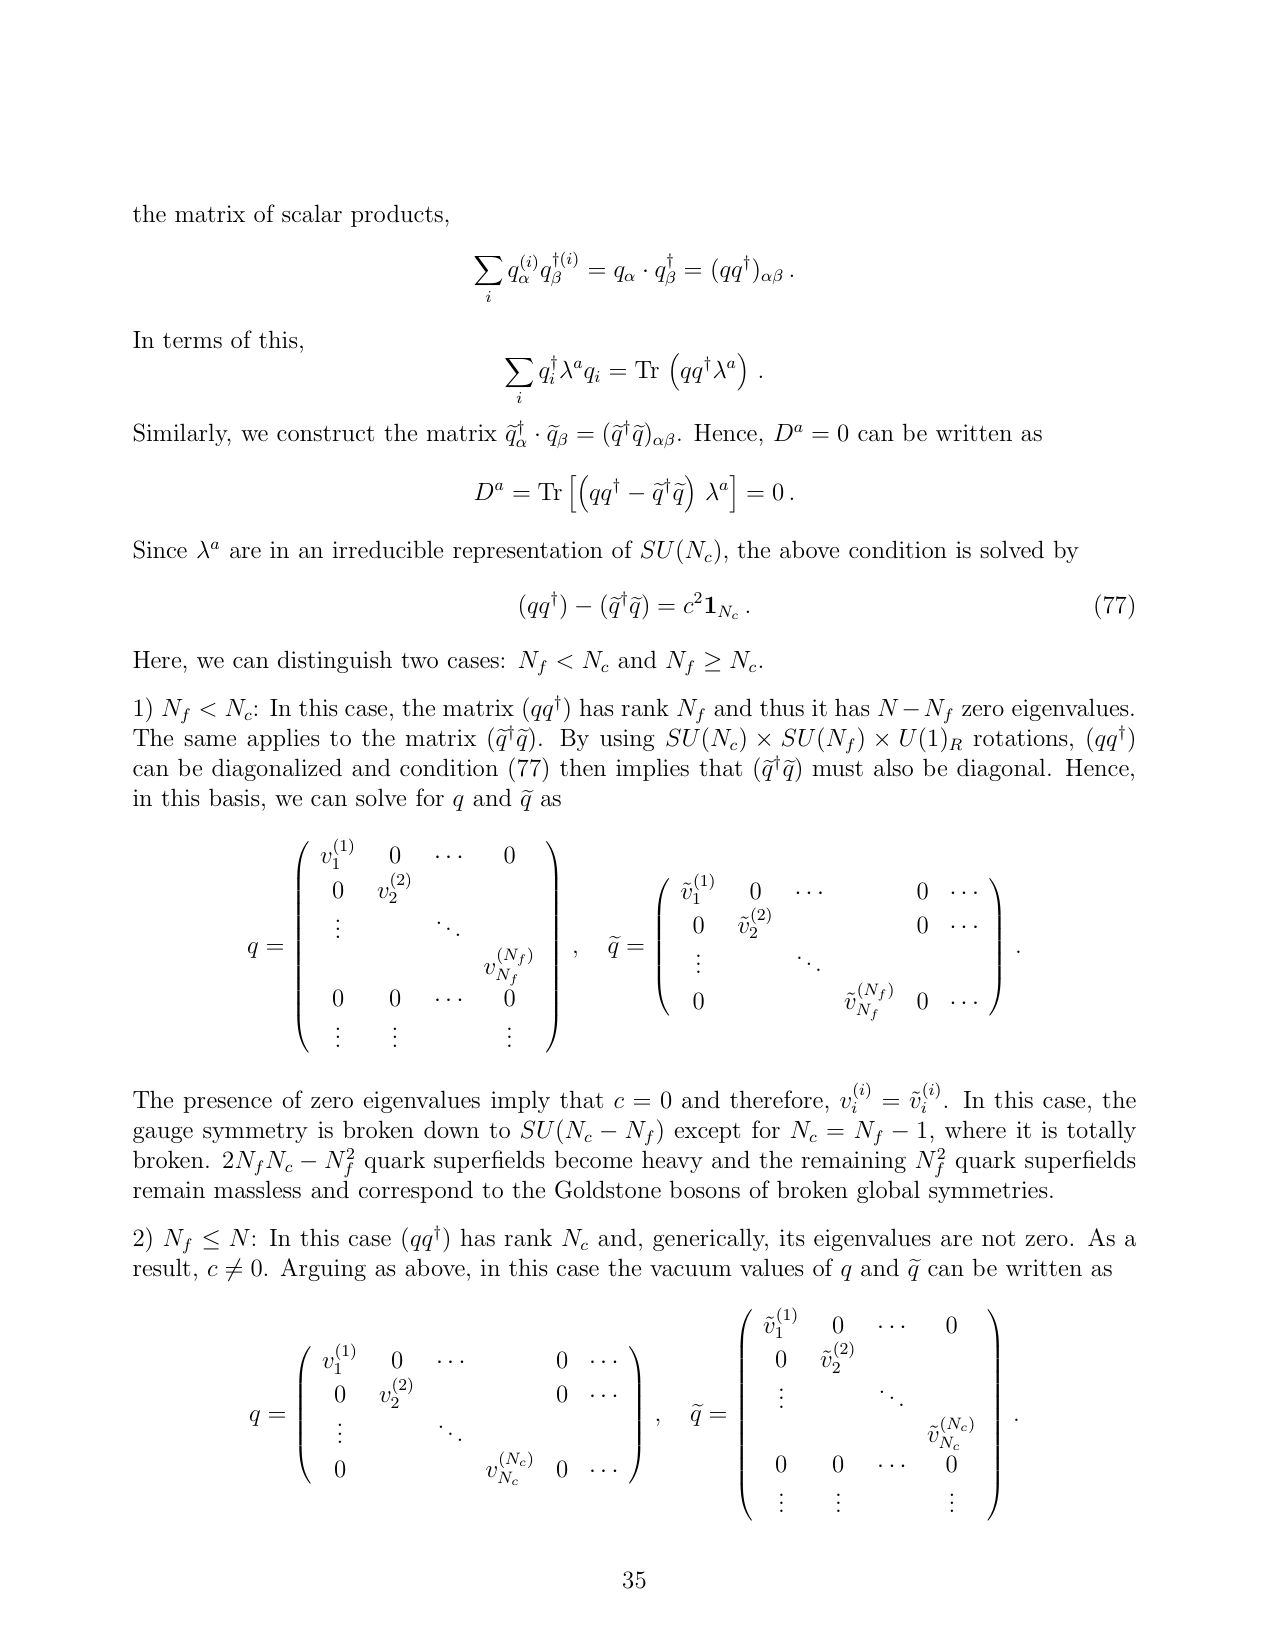 the matrix of scalar products,
∑_i q_α^{(i)} q_β^{†(i)} = q_α · q_β^† = (qq^†)_{αβ} .
In terms of this,
∑_i q_i^† λ^a q_i = Tr (qq^† λ^a) .
Similarly, we construct the matrix q̃_α^† · q̃_β = (q̃^† q̃)_{αβ}. Hence, D^a = 0 can be written as
D^a = Tr [(qq^† − q̃^† q̃) λ^a] = 0 .
Since λ^a are in an irreducible representation of SU(N_c), the above condition is solved by
(qq^†) − (q̃^† q̃) = c^2 𝟏_{N_c} . (77)
Here, we can distinguish two cases: N_f < N_c and N_f ≥ N_c.
1) N_f < N_c: In this case, the matrix (qq^†) has rank N_f and thus it has N − N_f zero eigenvalues.
The same applies to the matrix (q̃^† q̃). By using SU(N_c) × SU(N_f) × U(1)_R rotations, (qq^†)
can be diagonalized and condition (77) then implies that (q̃^† q̃) must also be diagonal. Hence,
in this basis, we can solve for q and q̃ as
q = ( v_1^{(1)} 0 ⋯ 0
0 v_2^{(2)}
⋮ ⋱
v_{N_f}^{(N_f)}
0 0 ⋯ 0
⋮ ⋮ ⋮ ) , q̃ = ( ṽ_1^{(1)} 0 ⋯ 0 ⋯
0 ṽ_2^{(2)} 0 ⋯
⋮ ⋱
0 ṽ_{N_f}^{(N_f)} 0 ⋯ ) .
The presence of zero eigenvalues imply that c = 0 and therefore, v_i^{(i)} = ṽ_i^{(i)}. In this case, the
gauge symmetry is broken down to SU(N_c − N_f) except for N_c = N_f − 1, where it is totally
broken. 2N_f N_c − N_f^2 quark superfields become heavy and the remaining N_f^2 quark superfields
remain massless and correspond to the Goldstone bosons of broken global symmetries.
2) N_f ≤ N: In this case (qq^†) has rank N_c and, generically, its eigenvalues are not zero. As a
result, c ≠ 0. Arguing as above, in this case the vacuum values of q and q̃ can be written as
q = ( v_1^{(1)} 0 ⋯ 0 ⋯
0 v_2^{(2)} 0 ⋯
⋮ ⋱
0 v_{N_c}^{(N_c)} 0 ⋯ ) , q̃ = ( ṽ_1^{(1)} 0 ⋯ 0
0 ṽ_2^{(2)}
⋮ ⋱
ṽ_{N_c}^{(N_c)}
0 0 ⋯ 0
⋮ ⋮ ⋮ ) .
35